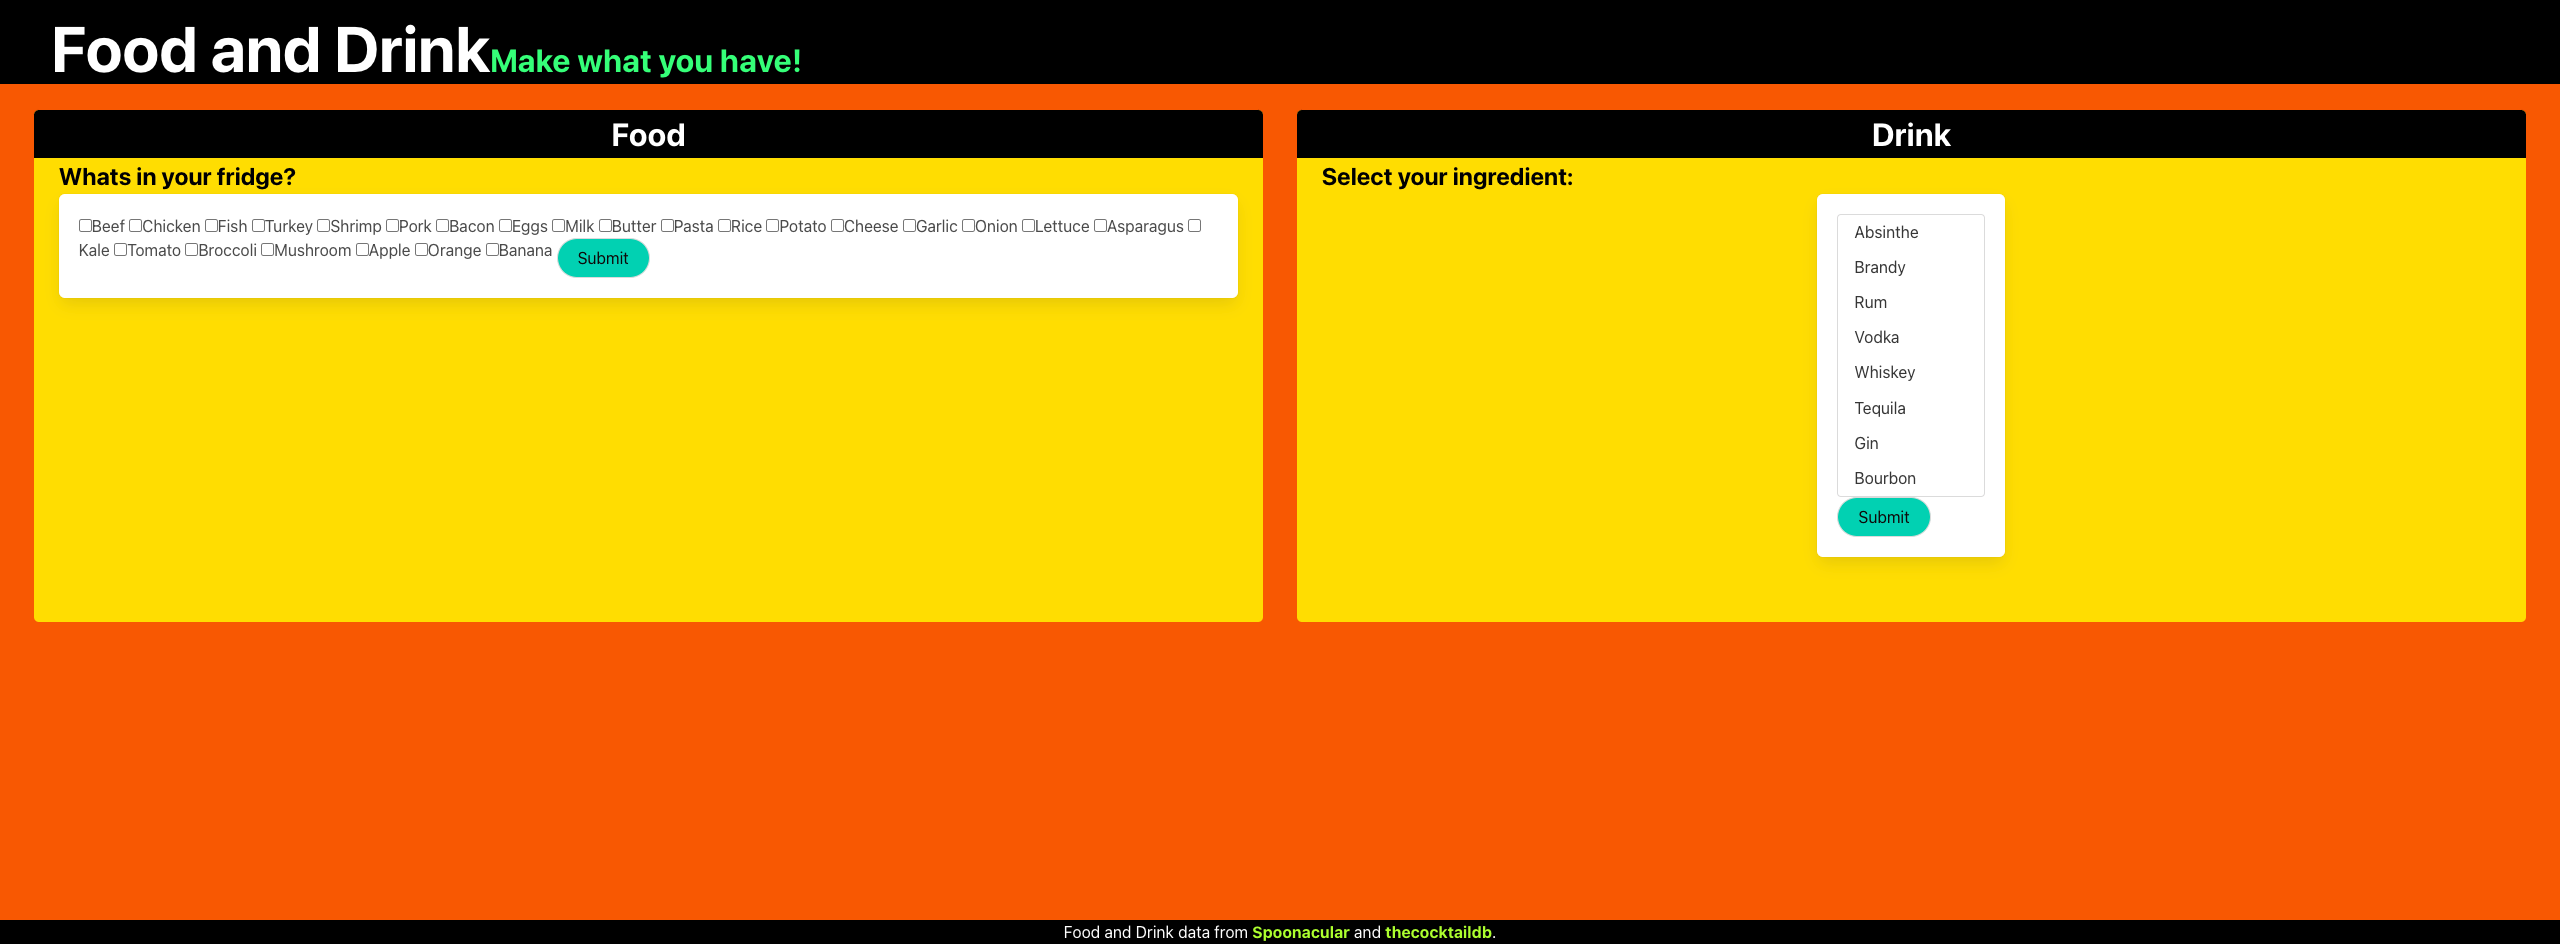 Food and Drink Make what you have!
Food
Whats in your fridge?
Beef Chicken Fish Turkey Shrimp Pork Bacon Eggs Milk Butter Pasta Rice Potato Cheese Garlic Onion Lettuce Asparagus
Kale Tomato Broccoli Mushroom Apple Orange Banana Submit
Drink
Select your ingredient:
Absinthe
Brandy
Rum
Vodka
Whiskey
Tequila
Gin
Bourbon
Submit
Food and Drink data from Spoonacular and thecocktaildb.